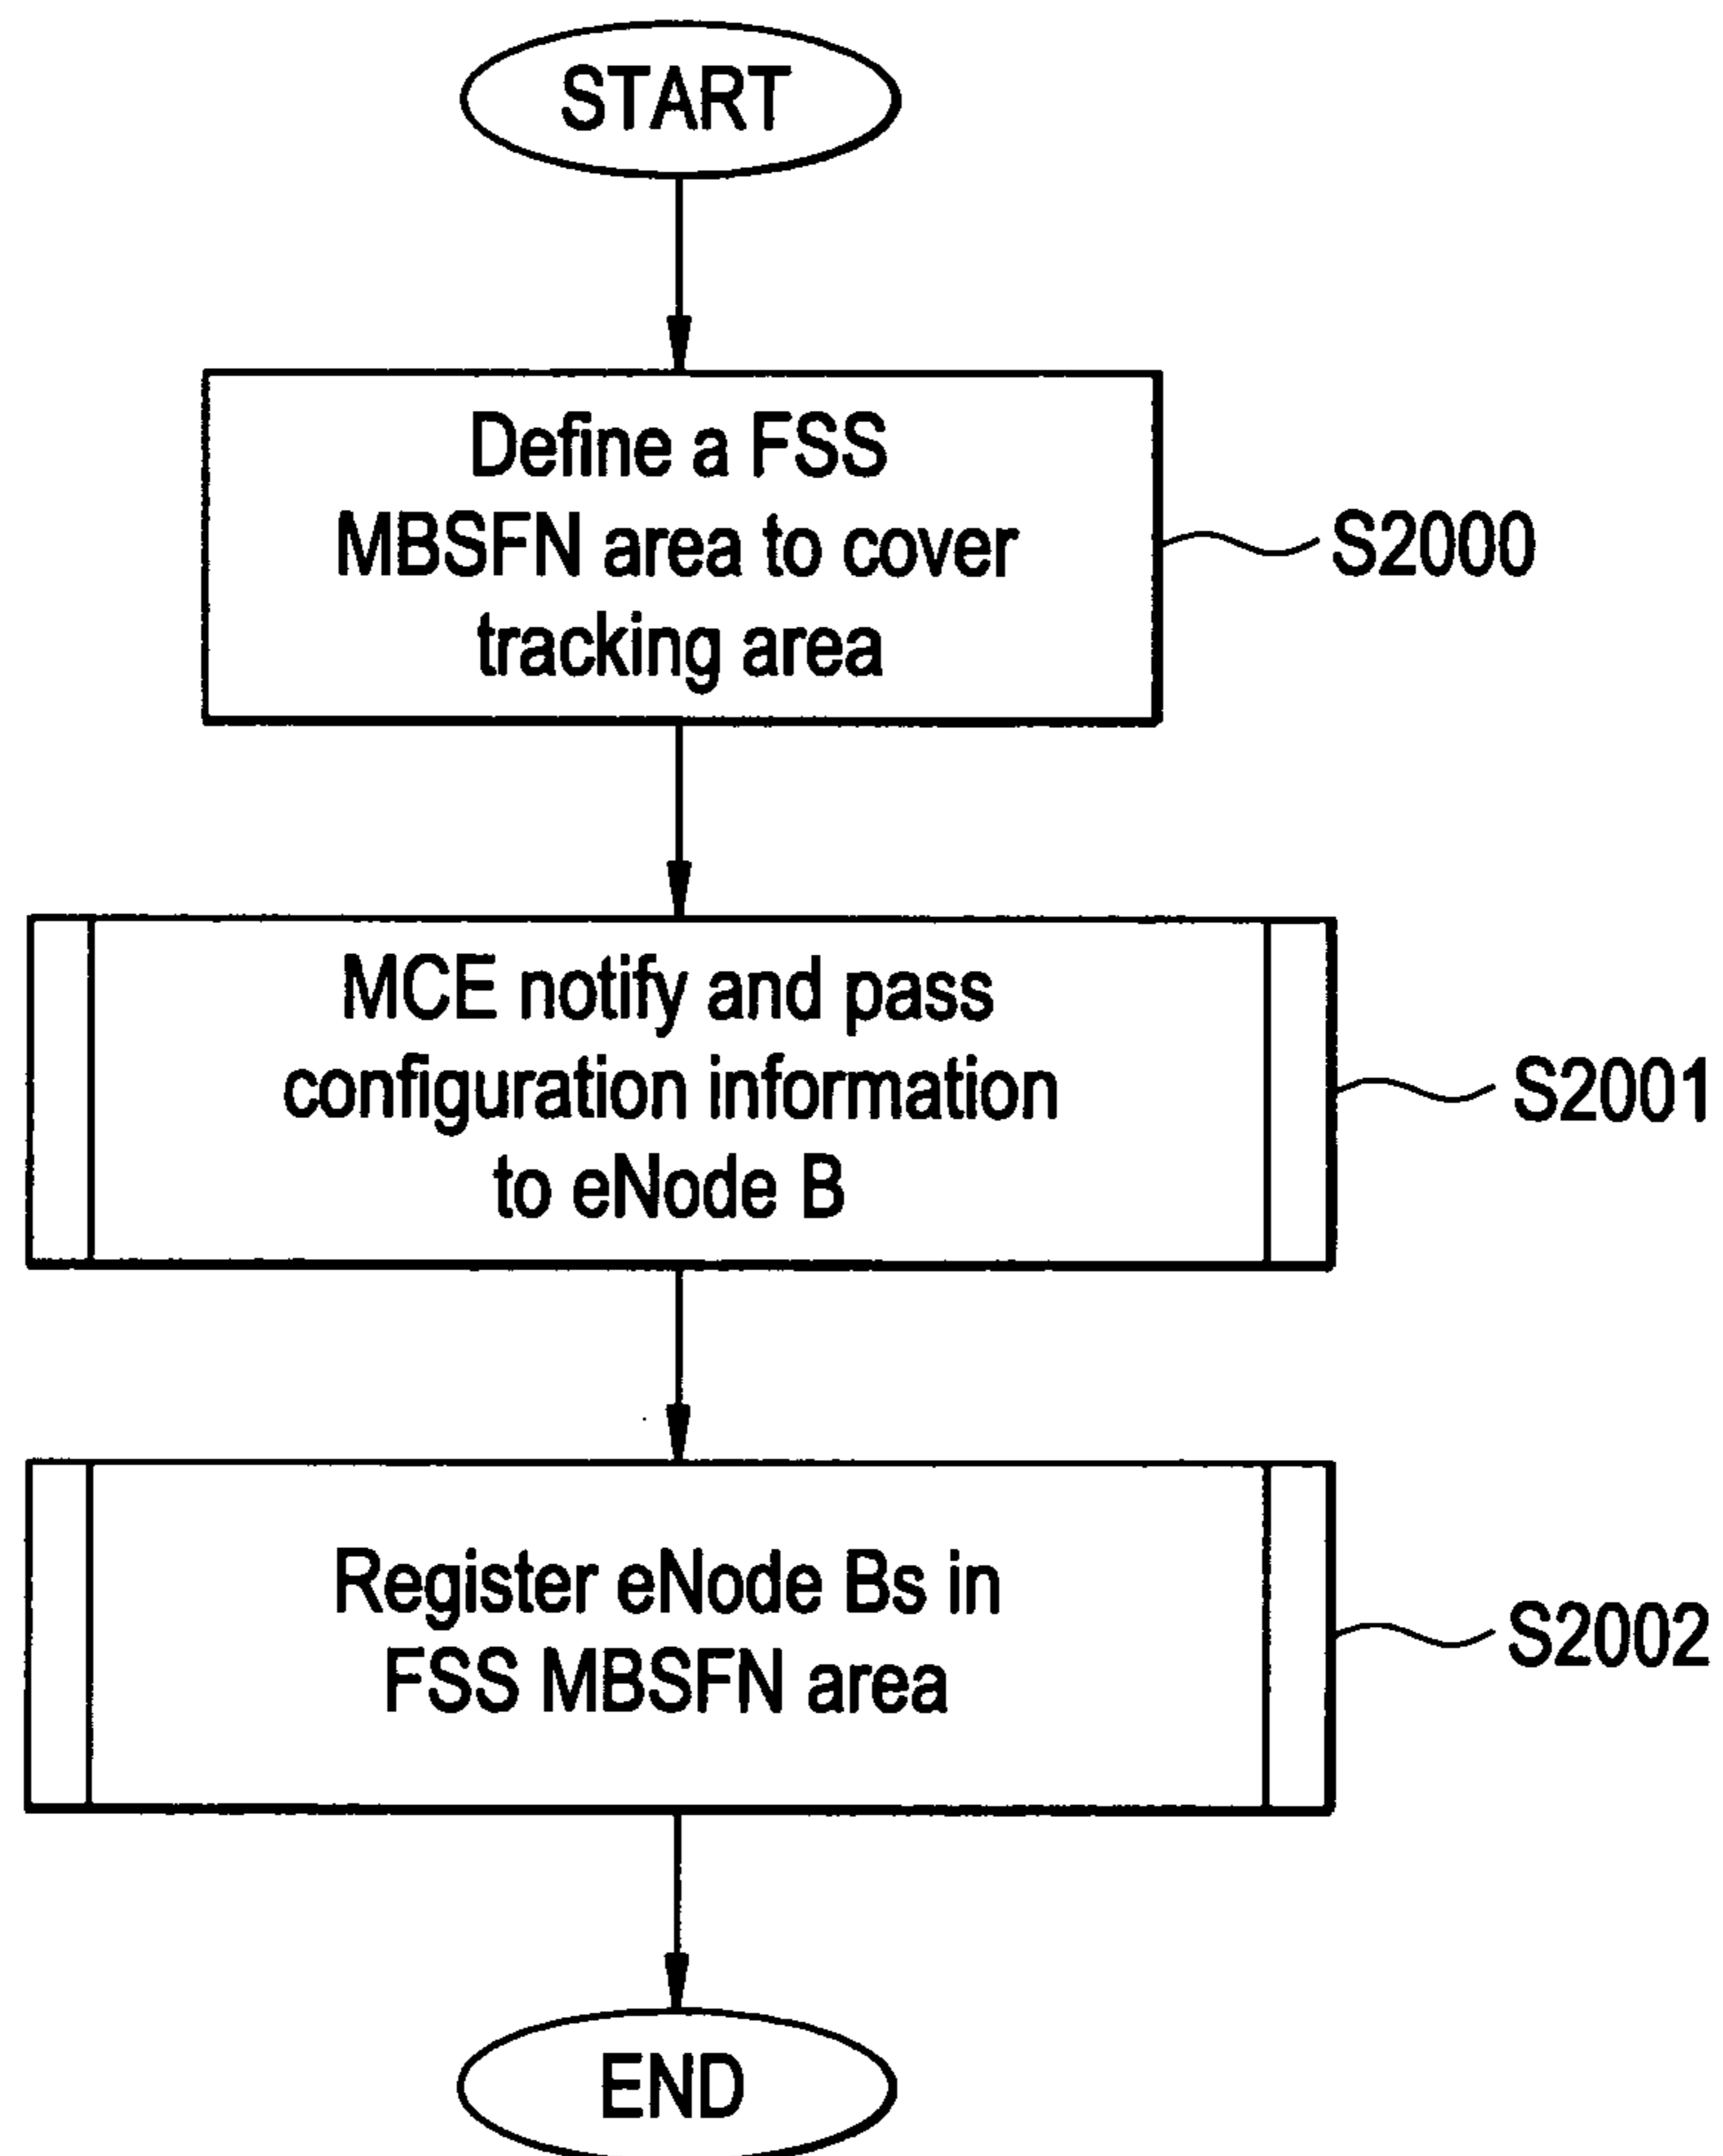 START
Define a FSS
MBSFN area to cover
tracking area
S2000
MCE notify and pass
configuration information
to eNode B
S2001
Register eNode Bs in
FSS MBSFN area
S2002
END